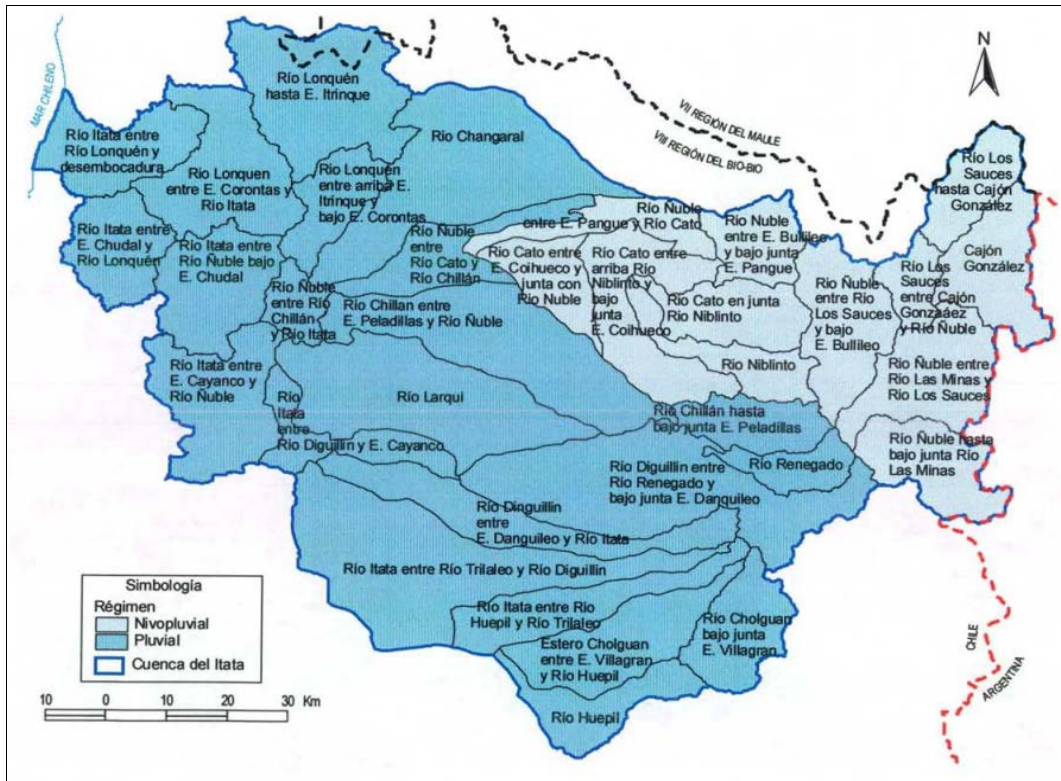 MAR CHILENO
N
VII REGIÓN DEL MAULE
VIII REGIÓN DEL BIO-BIO
Río Lonquén
hasta E. Itrinque
Río Changaral
Río Itata entre
Río Lonquén y
desembocadura
Río Lonquen
entre E. Corontas y
Río Itata
Río Lonquén
entre arriba E.
Itrinque y
bajo E. Corontas
Río Los
Sauces
hasta Cajón
González
Río Itata entre
E. Chudal y
Río Lonquén
Río Itata entre
Río Ñuble bajo
E. Chudal
Río Ñuble
entre
Río Cato y
Río Chillán
Río Ñuble
entre E. Pangue y Río Cato
Río Ñuble
entre E. Bullileo
y bajo junta
E. Pangue
Río Cato entre
E. Coihueco y
junta con
Río Nuble
Río Cato entre
arriba Río
Niblinto y
bajo
junta
E. Coihueco
Río Cato en junta
Río Niblinto
Río Ñuble
entre Río
Los Sauces
y bajo
E. Bullileo
Río Los
Sauces
entre Cajón
Gonzaáez
y Río Ñuble
Cajón
González
Río Ñuble
entre Río
Chillán
y Río Itata
Río Chillan entre
E. Peladillas y Río Ñuble
Río Niblinto
Río Ñuble entre
Río Las Minas y
Río Los Sauces
Río Itata entre
E. Cayanco y
Río Ñuble
Río
Itata
entre
Río Diguillin y E. Cayanco
Río Larqui
Río Chillán hasta
bajo junta E. Peladillas
Río Ñuble hasta
bajo junta Río
Las Minas
Río Diguillin entre
Río Renegado y
bajo junta E. Danquileo
Río Renegado
Río Dinguillín
entre
E. Danguileo y Río Itata
Río Itata entre Río Trilaleo y Río Diguillin
Río Itata entre Rio
Huepil y Río Trilaleo
Estero Cholguan
entre E. Villagran
y Río Huepil
Río Cholguan
bajo junta
E. Villagran
Río Huepil
CHILE
ARGENTINA
Simbología
Régimen
Nivopluvial
Pluvial
Cuenca del Itata
10 0 10 20 30 Km